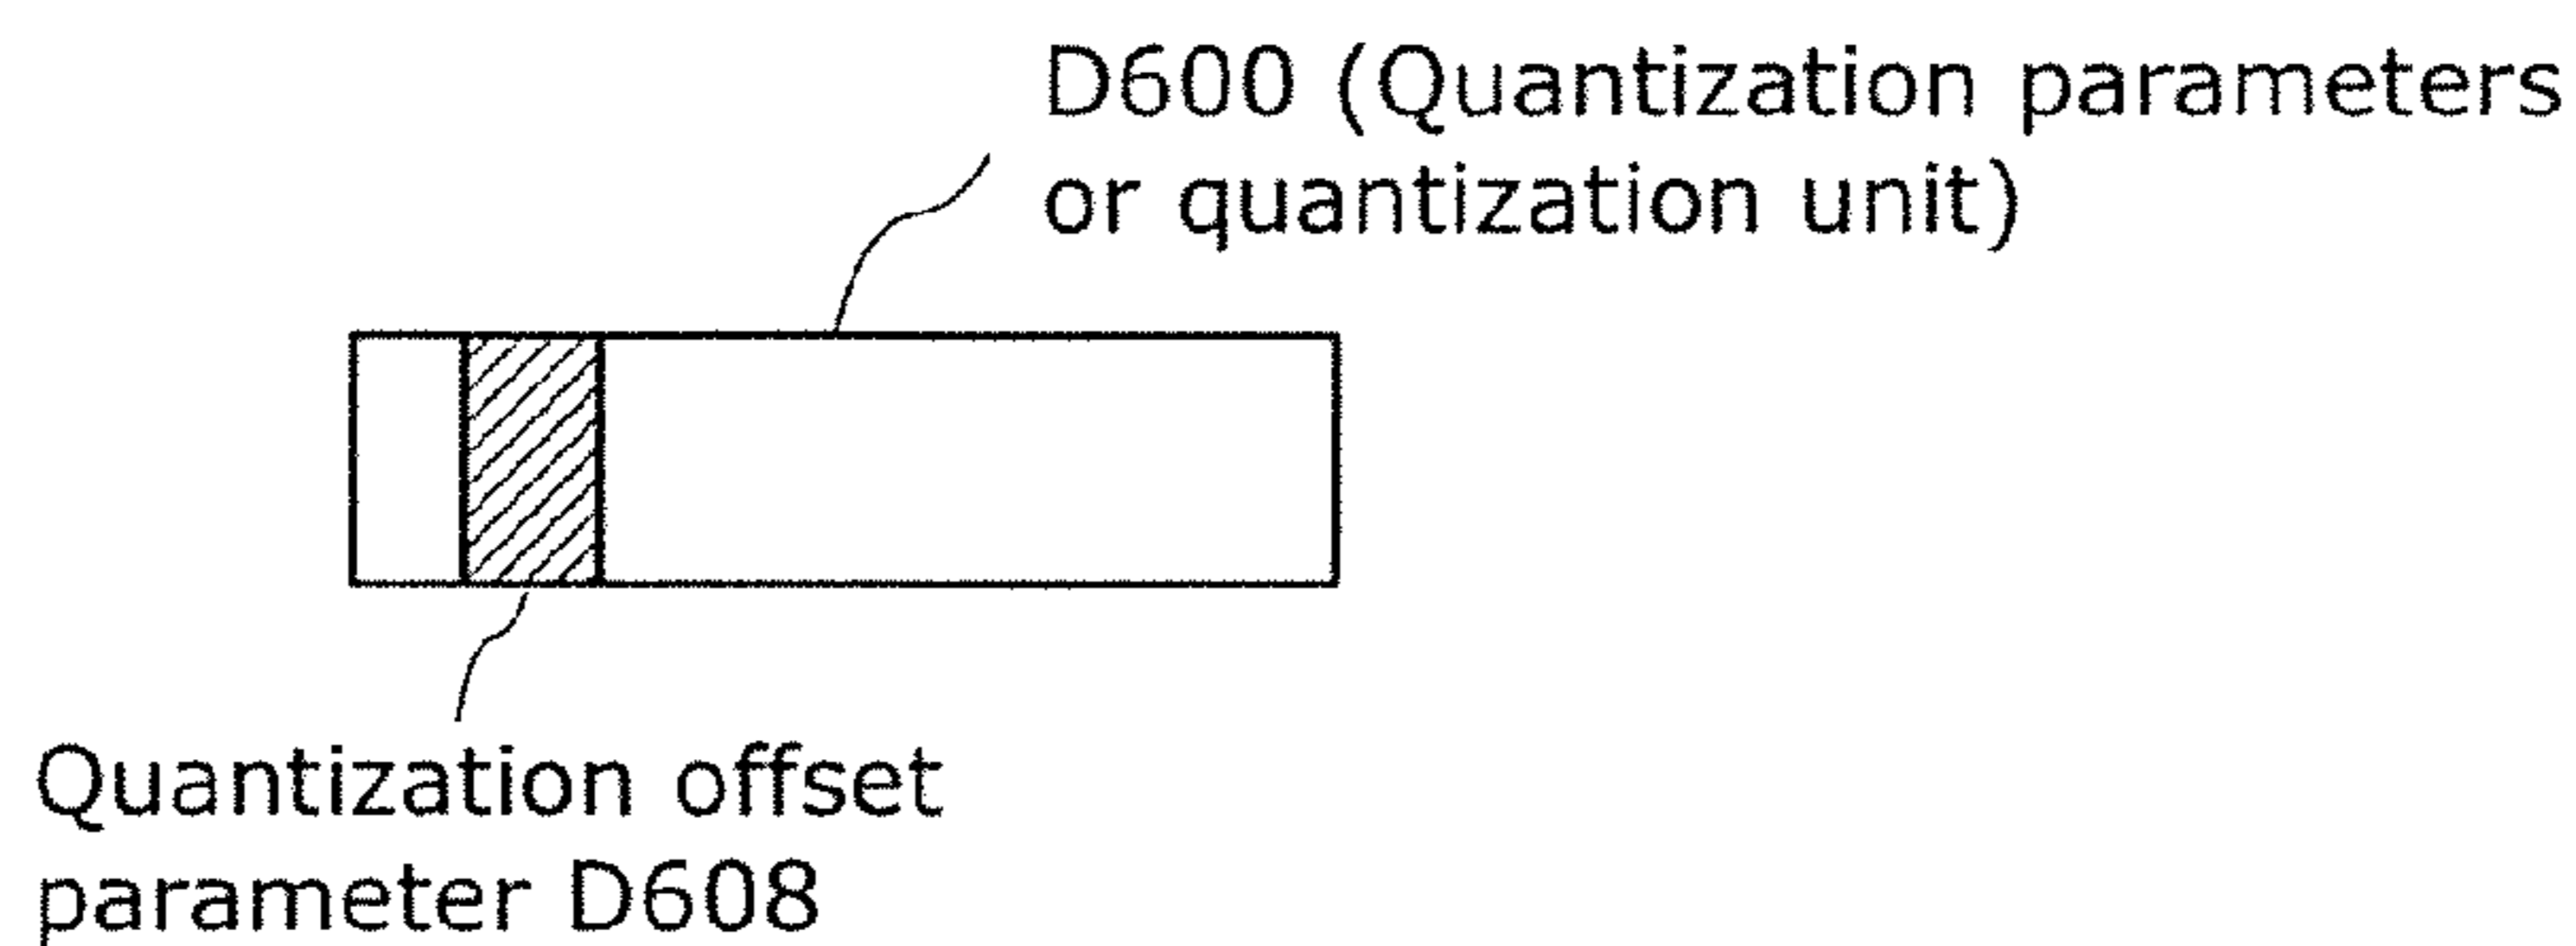 D600 (Quantization parameters
or quantization unit)
Quantization offset
parameter D608